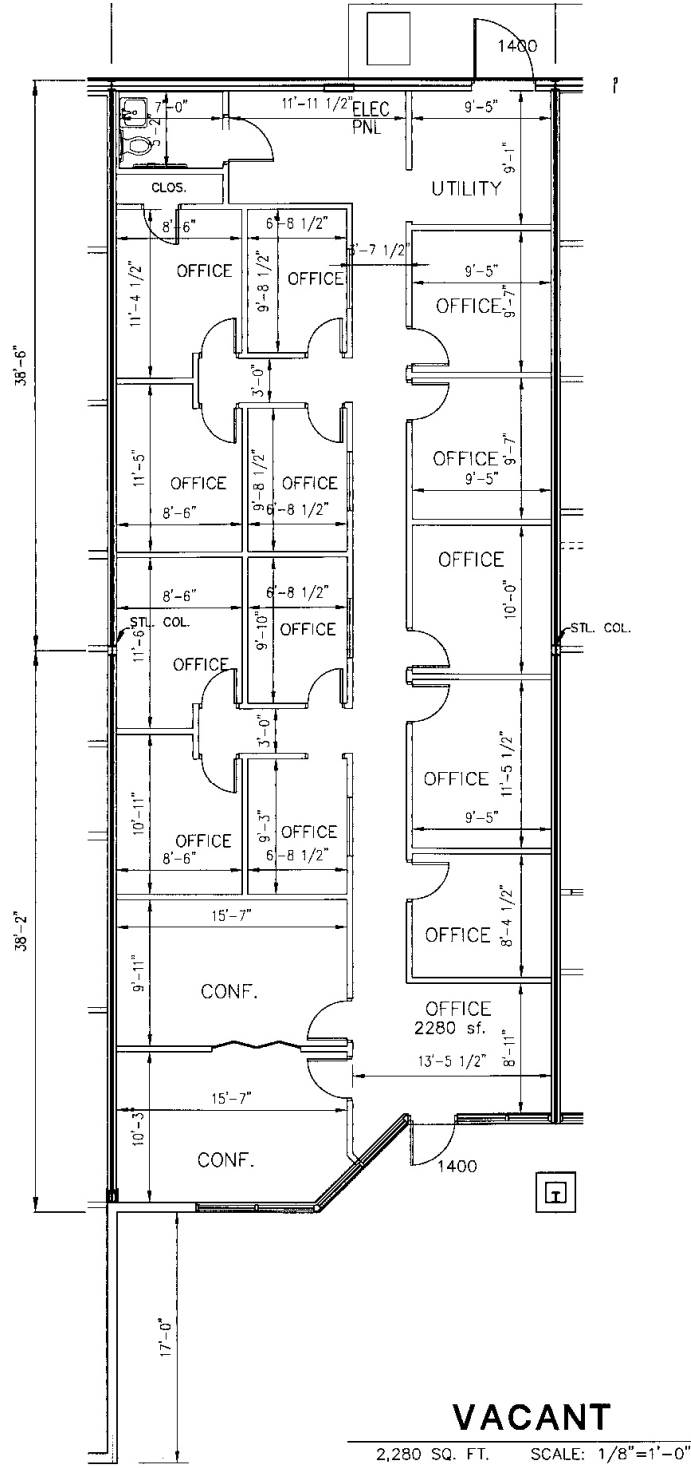 1400
7'-0"
11'-11 1/2"
9'-5"
ELEC
PNL
9'-1"
UTILITY
CLOS.
8'-6"
6'-8 1/2"
11'-4 1/2"
OFFICE
9'-8 1/2"
OFFICE
9'-5"
OFFICE
9'-7"
38'-6"
3'-0"
11'-5"
OFFICE
8'-6"
9'-8 1/2"
OFFICE
6'-8 1/2"
OFFICE
9'-5"
9'-7"
OFFICE
10'-0"
8'-6"
6'-8 1/2"
STL. COL.
11'-6"
OFFICE
9'-10"
OFFICE
STL. COL.
3'-0"
OFFICE
11'-5 1/2"
9'-5"
10'-11"
OFFICE
8'-6"
9'-3"
OFFICE
6'-8 1/2"
38'-2"
15'-7"
9'-11"
CONF.
OFFICE
8'-4 1/2"
OFFICE
2280 sf.
13'-5 1/2"
8'-11"
15'-7"
10'-3
CONF.
1400
T
17'-0"
VACANT
2,280 SQ. FT. SCALE: 1/8"=1'-0"